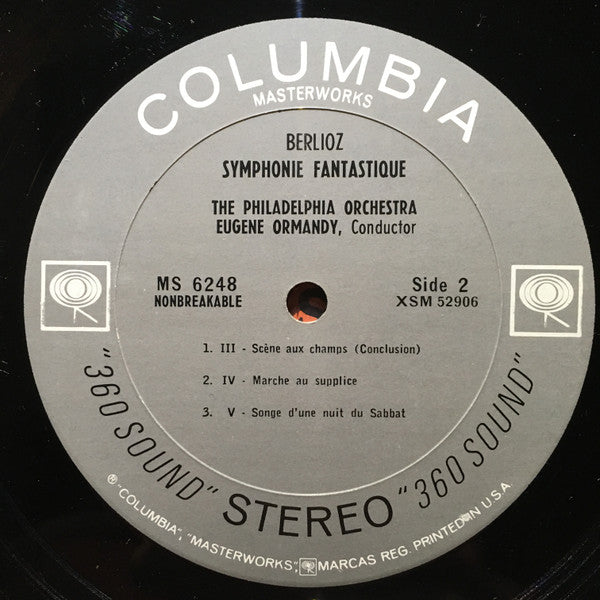 COLUMBIA
MASTERWORKS
BERLIOZ
SYMPHONIE FANTASTIQUE
THE PHILADELPHIA ORCHESTRA
EUGENE ORMANDY, Conductor
MS 6248
NONBREAKABLE
Side 2
XSM 52906
1. III - Scène aux champs (Conclusion)
2. IV - Marche au supplice
3. V - Songe d'une nuit du Sabbat
"360 SOUND" STEREO "360 SOUND"
® "COLUMBIA", "MASTERWORKS", MARCAS REG. PRINTED IN U.S.A.